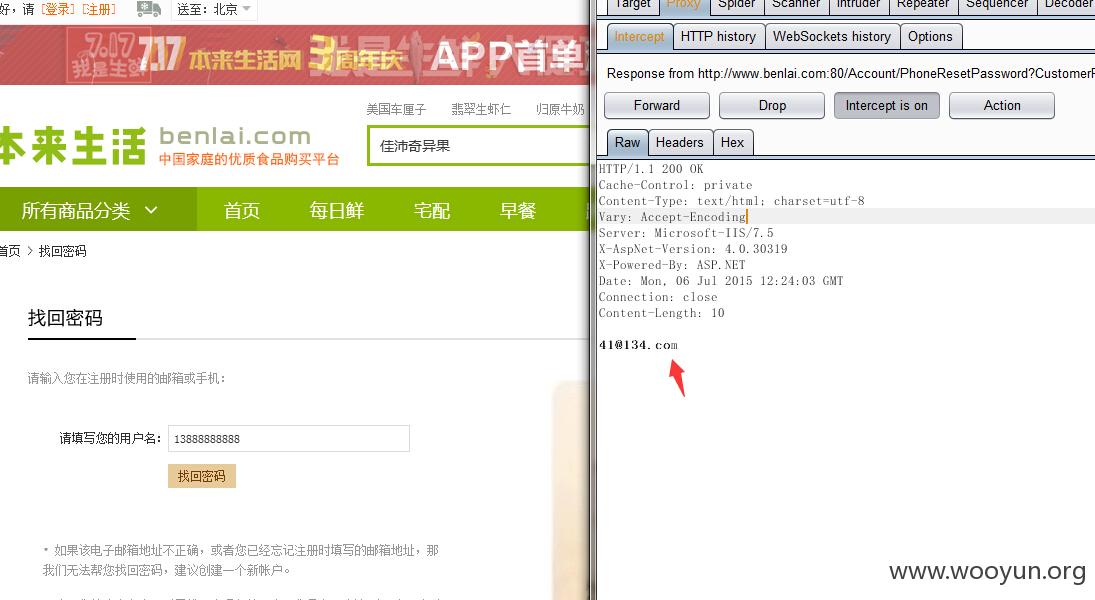 好，请 [登录] [注册] 送至：北京
7.17
我是生鲜
717 本来生活网 3周年庆 APP首单
本来生活 benlai.com
中国家庭的优质食品购买平台
美国车厘子 翡翠生虾仁 归原牛奶
佳沛奇异果
所有商品分类 首页 每日鲜 宅配 早餐
首页 > 找回密码
找回密码
请输入您在注册时使用的邮箱或手机：
请填写您的用户名： 13888888888
找回密码
• 如果该电子邮箱地址不正确，或者您已经忘记注册时填写的邮箱地址，那
我们无法帮您找回密码，建议创建一个新帐户。
Target Proxy Spider Scanner Intruder Repeater Sequencer Decoder
Intercept HTTP history WebSockets history Options
Response from http://www.benlai.com:80/Account/PhoneResetPassword?Customer
Forward Drop Intercept is on Action
Raw Headers Hex
HTTP/1.1 200 OK
Cache-Control: private
Content-Type: text/html; charset=utf-8
Vary: Accept-Encoding
Server: Microsoft-IIS/7.5
X-AspNet-Version: 4.0.30319
X-Powered-By: ASP.NET
Date: Mon, 06 Jul 2015 12:24:03 GMT
Connection: close
Content-Length: 10
41@134.com
www.wooyun.org